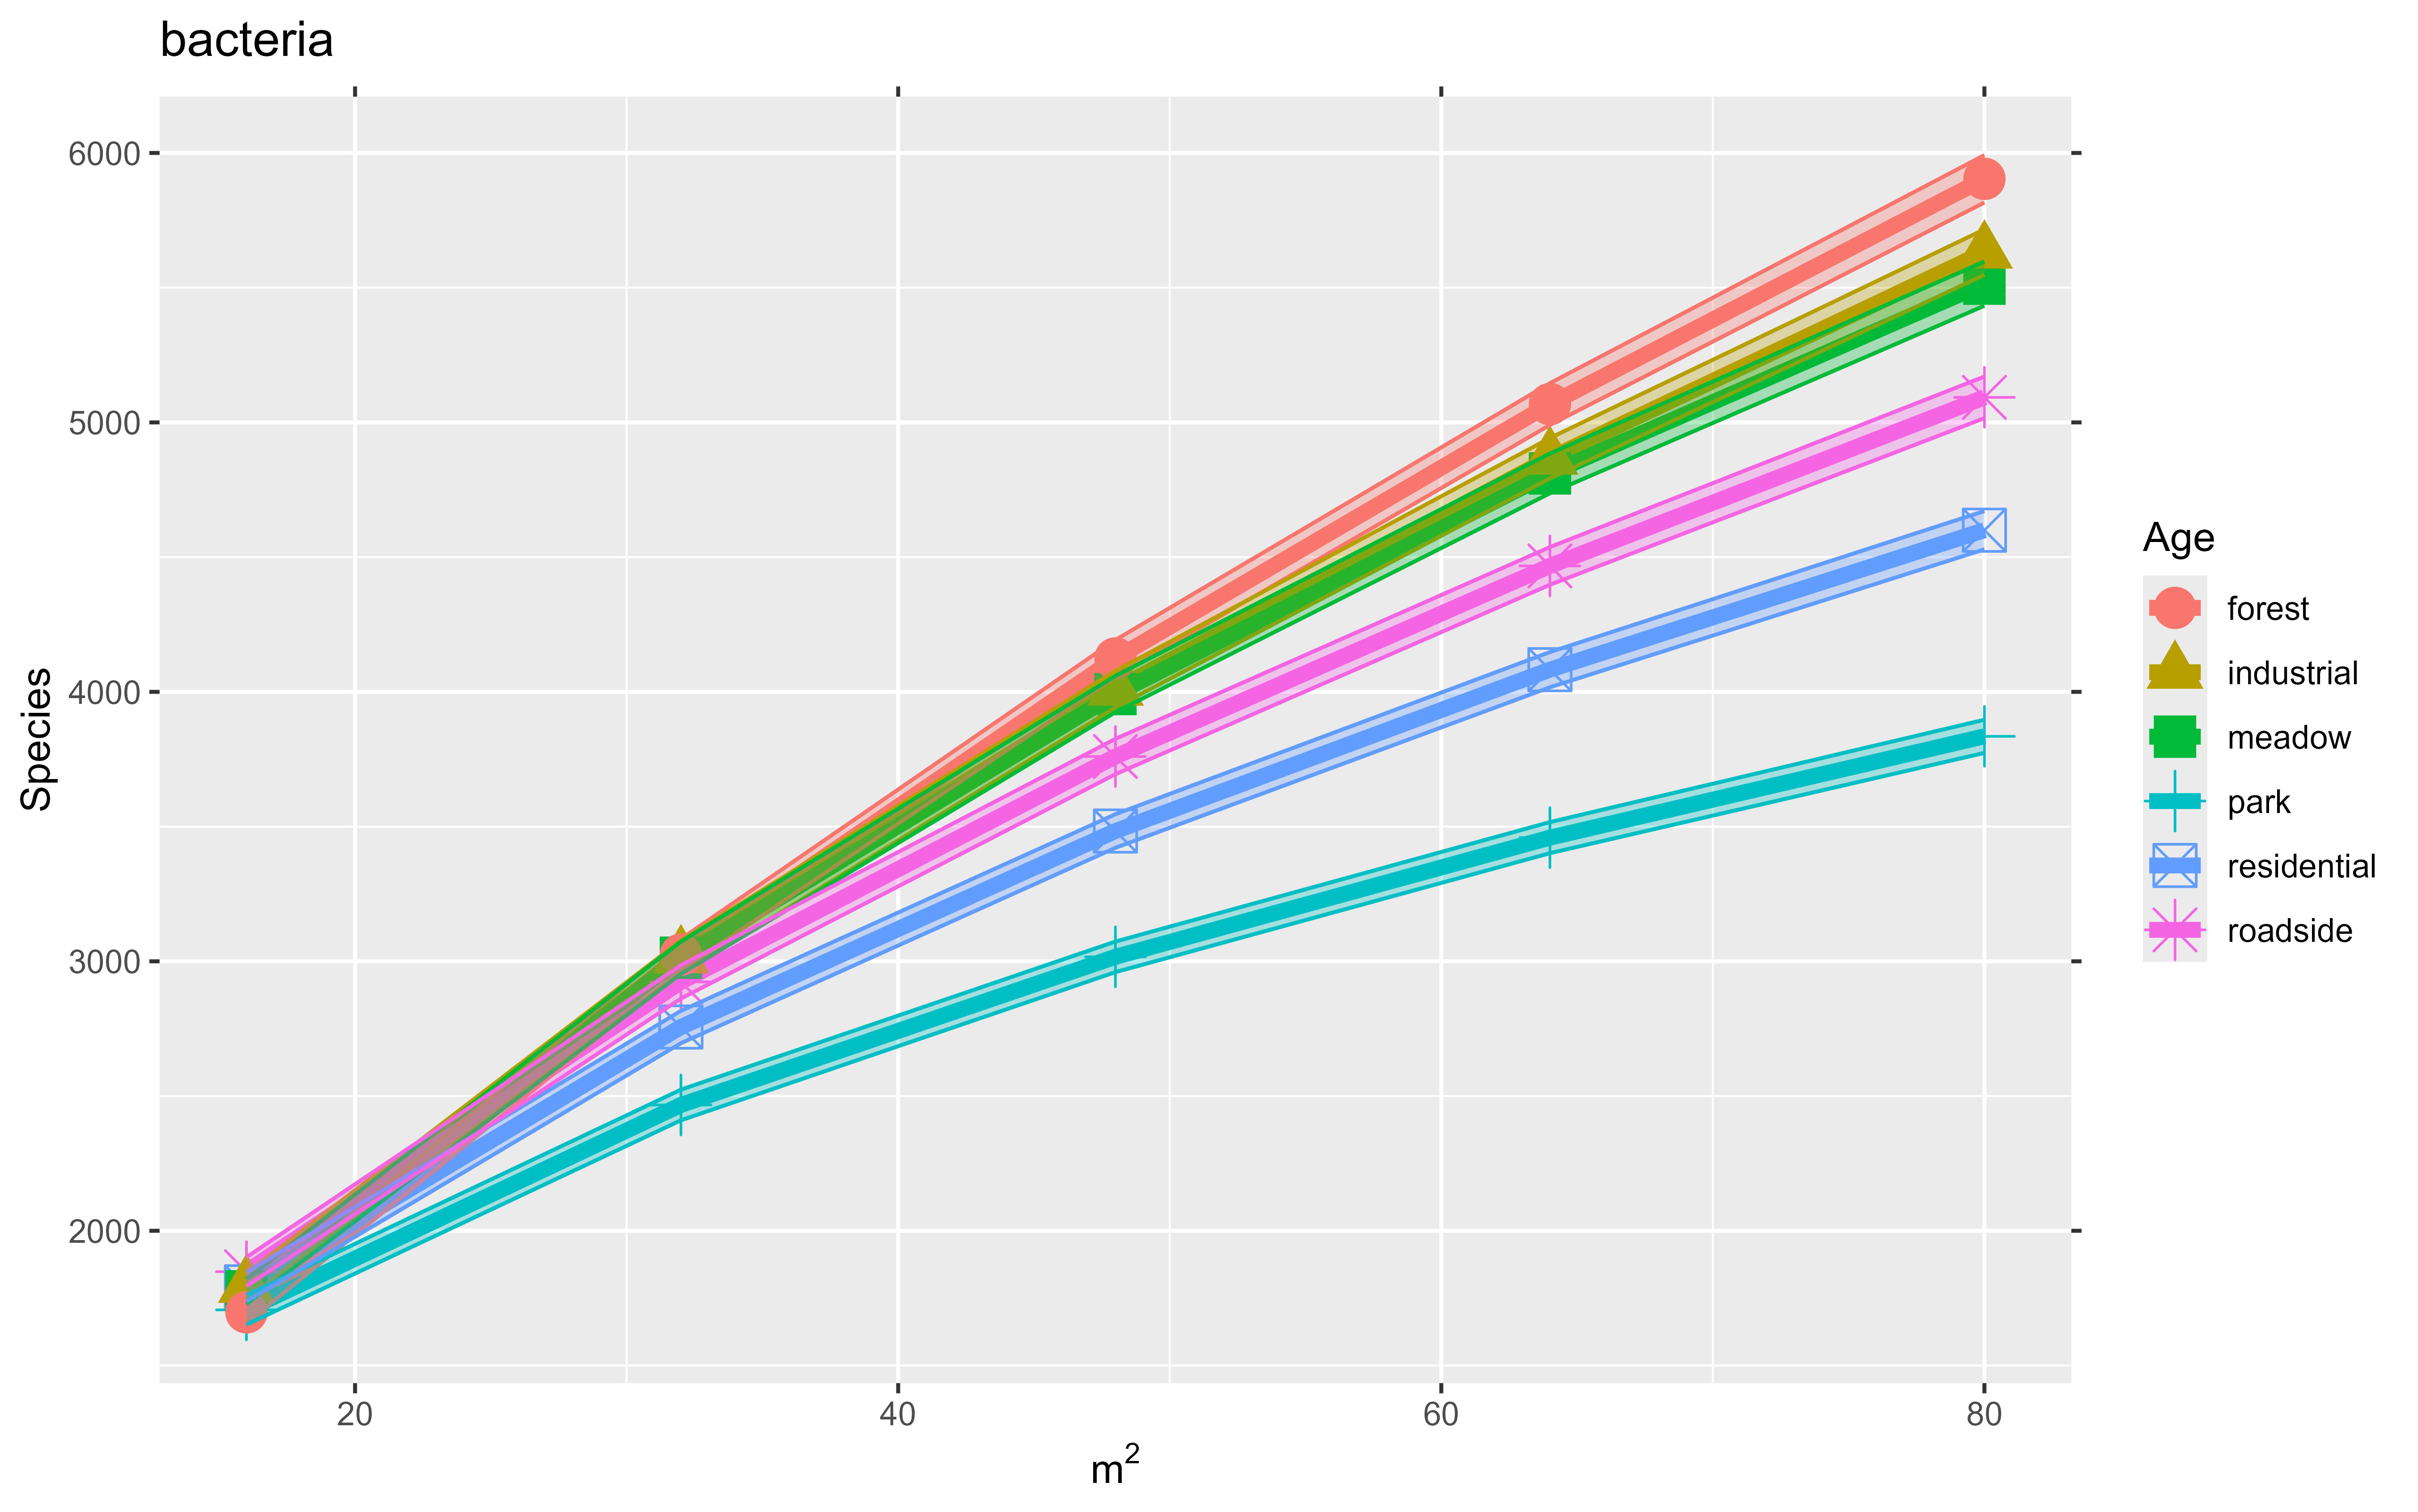 bacteria
6000
5000
4000
3000
2000
Species
20 40 60 80
m²
Age
forest
industrial
meadow
park
residential
roadside